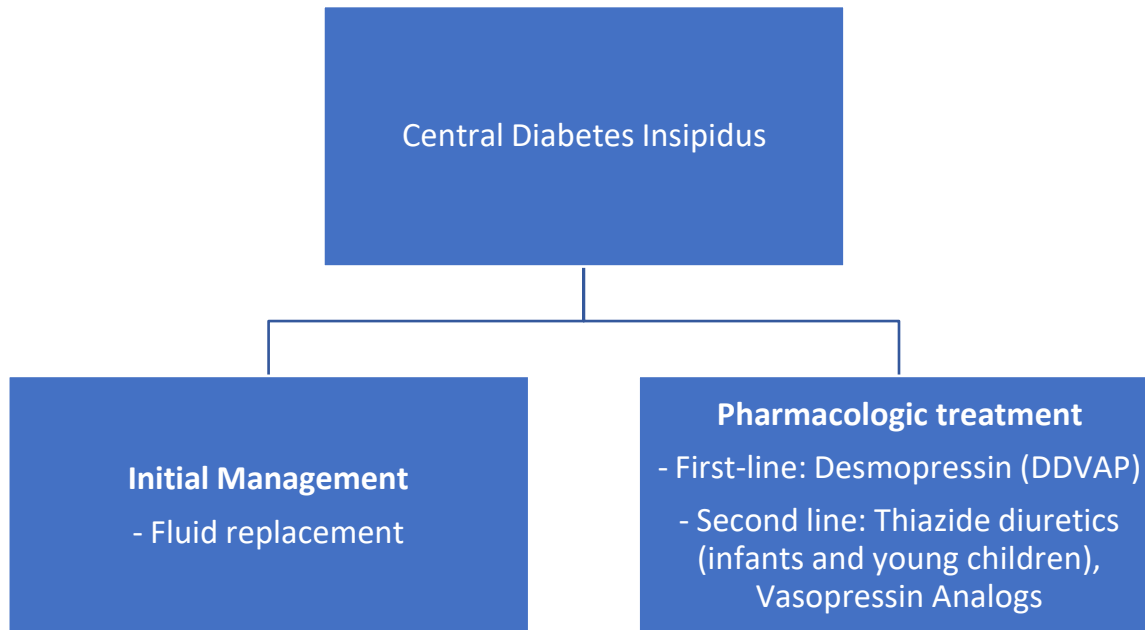 Central Diabetes Insipidus
Initial Management
- Fluid replacement
Pharmacologic treatment
- First-line: Desmopressin (DDVAP)
- Second line: Thiazide diuretics
(infants and young children),
Vasopressin Analogs